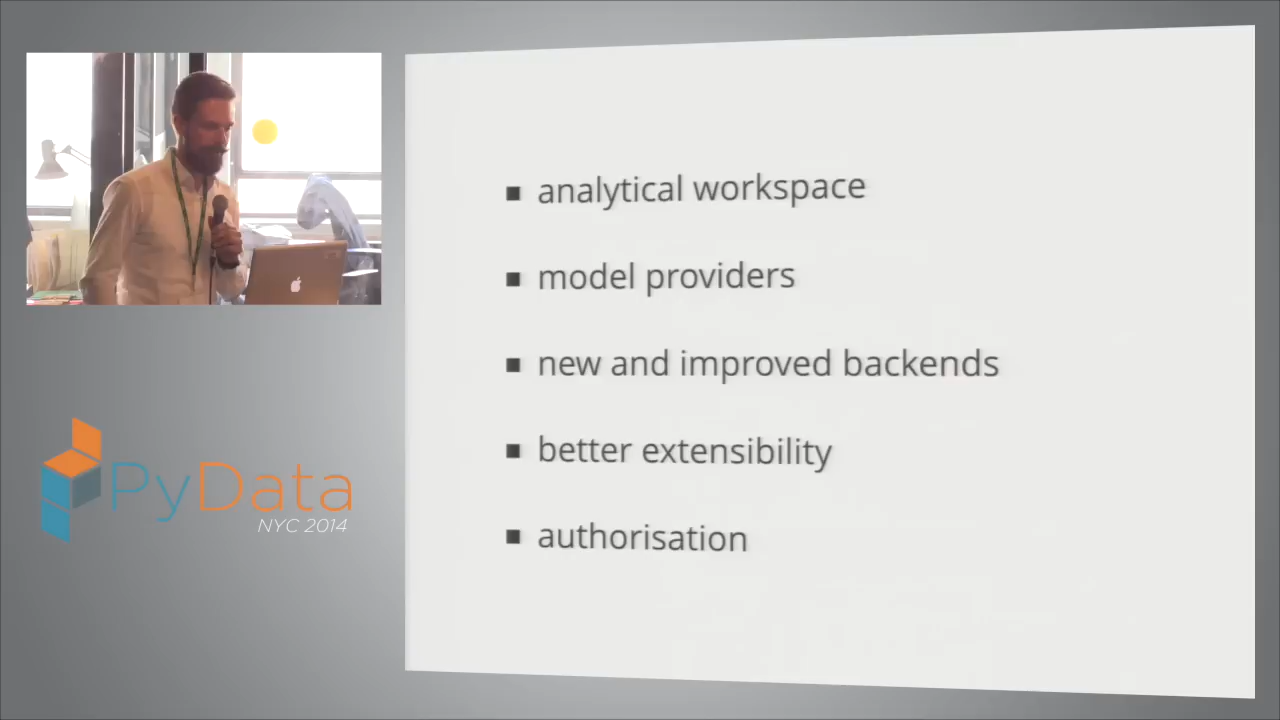 analytical workspace
model providers
new and improved backends
better extensibility
authorisation
PyData
NYC 2014